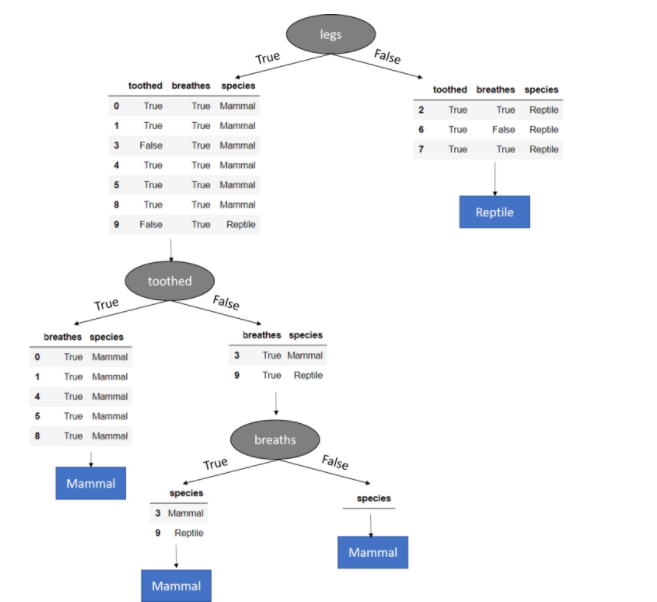 legs
True False
toothed breathes species
0 True True Mammal
1 True True Mammal
3 False True Mammal
4 True True Mammal
5 True True Mammal
8 True True Mammal
9 False True Reptile
toothed breathes species
2 True True Reptile
6 True False Reptile
7 True True Reptile
Reptile
toothed
True False
breathes species
0 True Mammal
1 True Mammal
4 True Mammal
5 True Mammal
8 True Mammal
Mammal
breathes species
3 True Mammal
9 True Reptile
breaths
True False
species
3 Mammal
9 Reptile
Mammal
species
Mammal